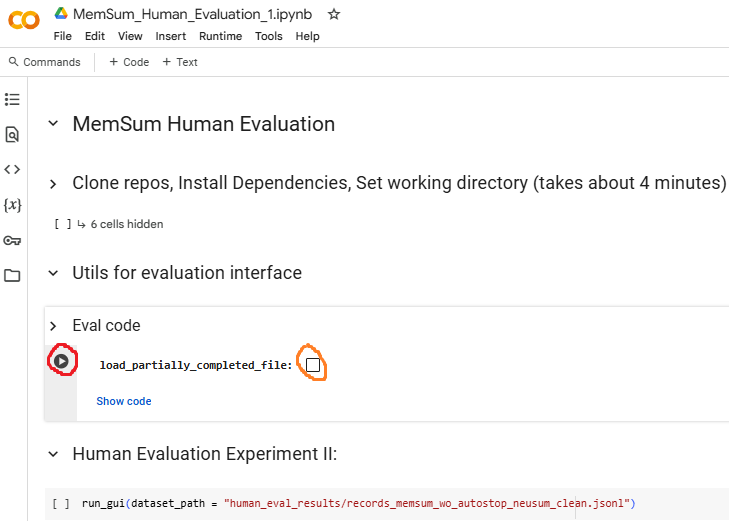 MemSum_Human_Evaluation_1.ipynb
File Edit View Insert Runtime Tools Help
Commands + Code + Text
MemSum Human Evaluation
Clone repos, Install Dependencies, Set working directory (takes about 4 minutes)
[ ] ↳ 6 cells hidden
Utils for evaluation interface
Eval code
load_partially_completed_file:
Show code
Human Evaluation Experiment II:
[ ] run_gui(dataset_path = "human_eval_results/records_memsum_wo_autostop_neusum_clean.jsonl")